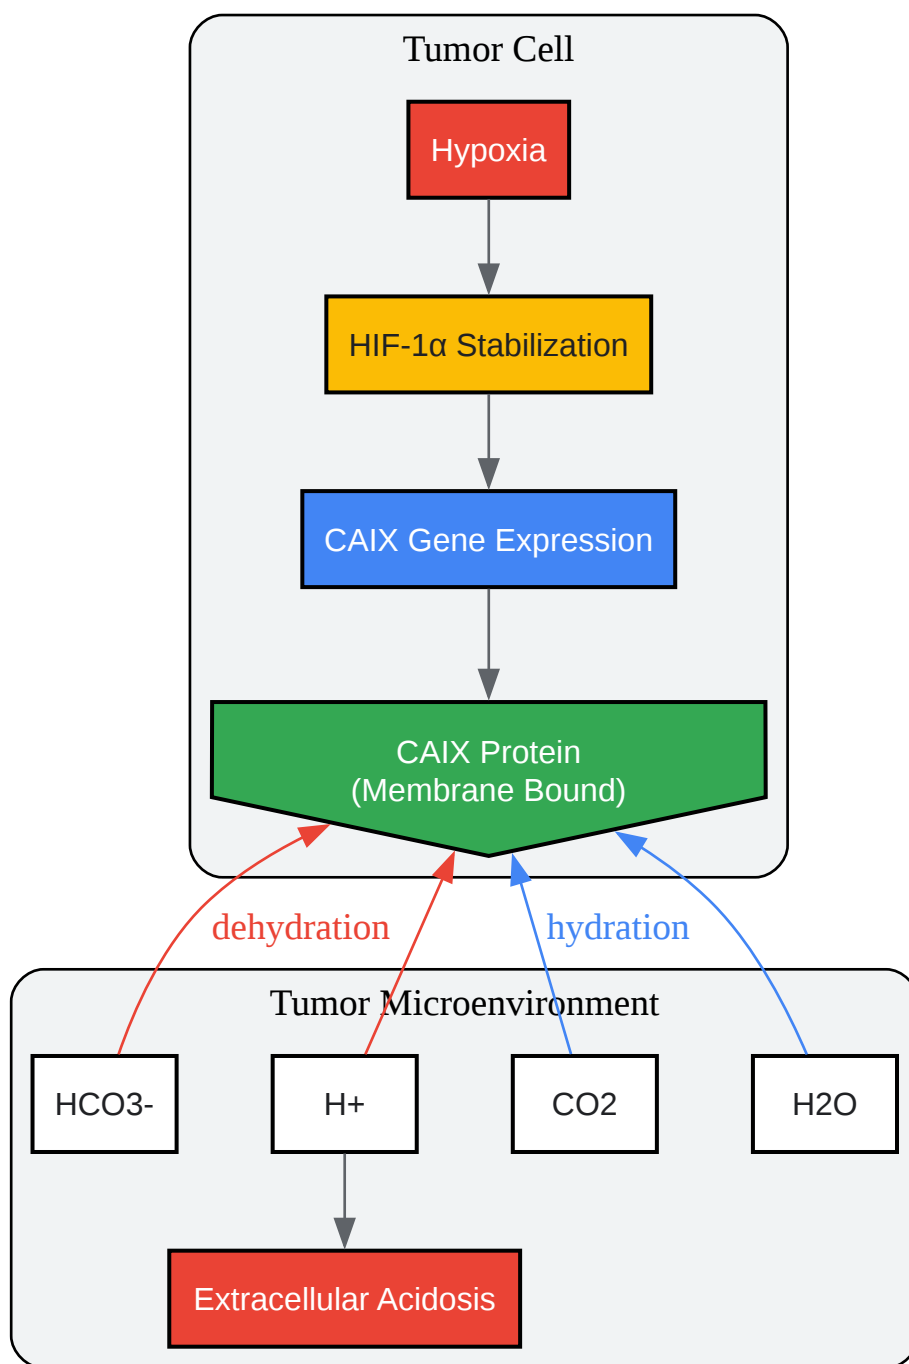 Tumor Cell
Hypoxia
HIF-1α Stabilization
CAIX Gene Expression
CAIX Protein
(Membrane Bound)
dehydration
hydration
Tumor Microenvironment
HCO3-
H+
CO2
H2O
Extracellular Acidosis